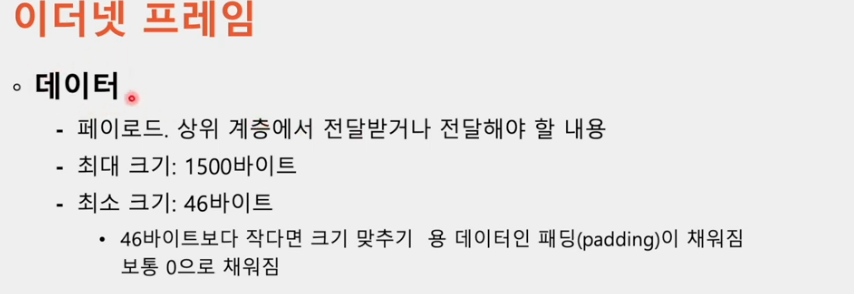 이더넷 프레임
◦ 데이터
- 페이로드. 상위 계층에서 전달받거나 전달해야 할 내용
- 최대 크기: 1500바이트
- 최소 크기: 46바이트
• 46바이트보다 작다면 크기 맞추기 용 데이터인 패딩(padding)이 채워짐
보통 0으로 채워짐